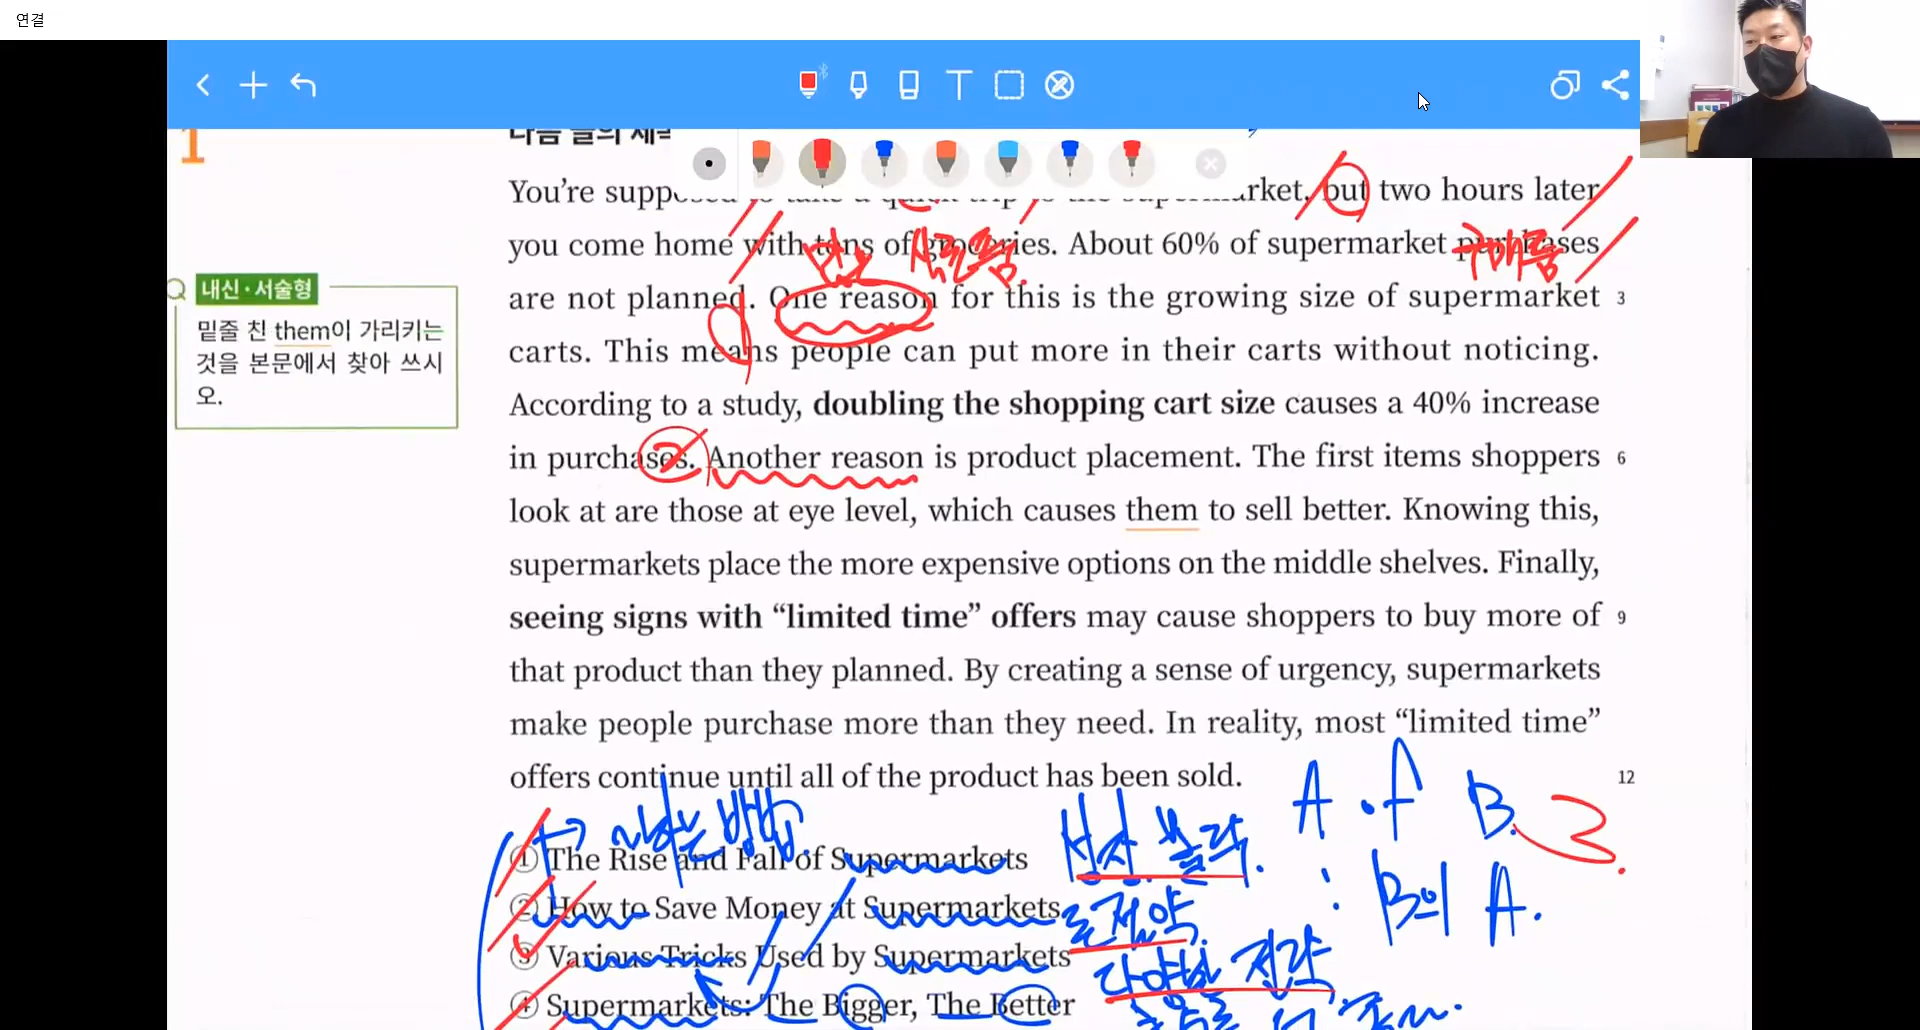 연결
1
You're supp rket, but two hours later
you come home with tons of groceries. About 60% of supermarket purchases
are not planned. One reason for this is the growing size of supermarket 3
carts. This means people can put more in their carts without noticing.
According to a study, doubling the shopping cart size causes a 40% increase
in purchases. Another reason is product placement. The first items shoppers 6
look at are those at eye level, which causes them to sell better. Knowing this,
supermarkets place the more expensive options on the middle shelves. Finally,
seeing signs with “limited time” offers may cause shoppers to buy more of 9
that product than they planned. By creating a sense of urgency, supermarkets
make people purchase more than they need. In reality, most “limited time”
offers continue until all of the product has been sold. 12
내신·서술형
밑줄 친 them이 가리키는
것을 본문에서 찾아 쓰시
오.
구매품
2
A of B
: B의 A.
3.
① The Rise and Fall of Supermarkets
② How to Save Money at Supermarkets
③ Various Tricks Used by Supermarkets
④ Supermarkets: The Bigger, The Better
돈절약
다양한 전략